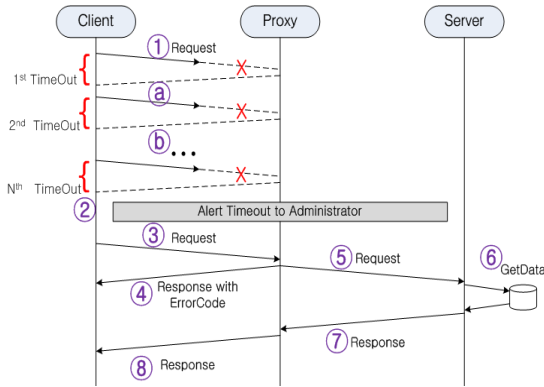 Client
Proxy
Server
① Request
1st TimeOut
ⓐ
2nd TimeOut
ⓑ ...
Nth TimeOut
②
Alert Timeout to Administrator
③ Request
⑤ Request
⑥
GetData
④ Response with
ErrorCode
⑦ Response
⑧ Response